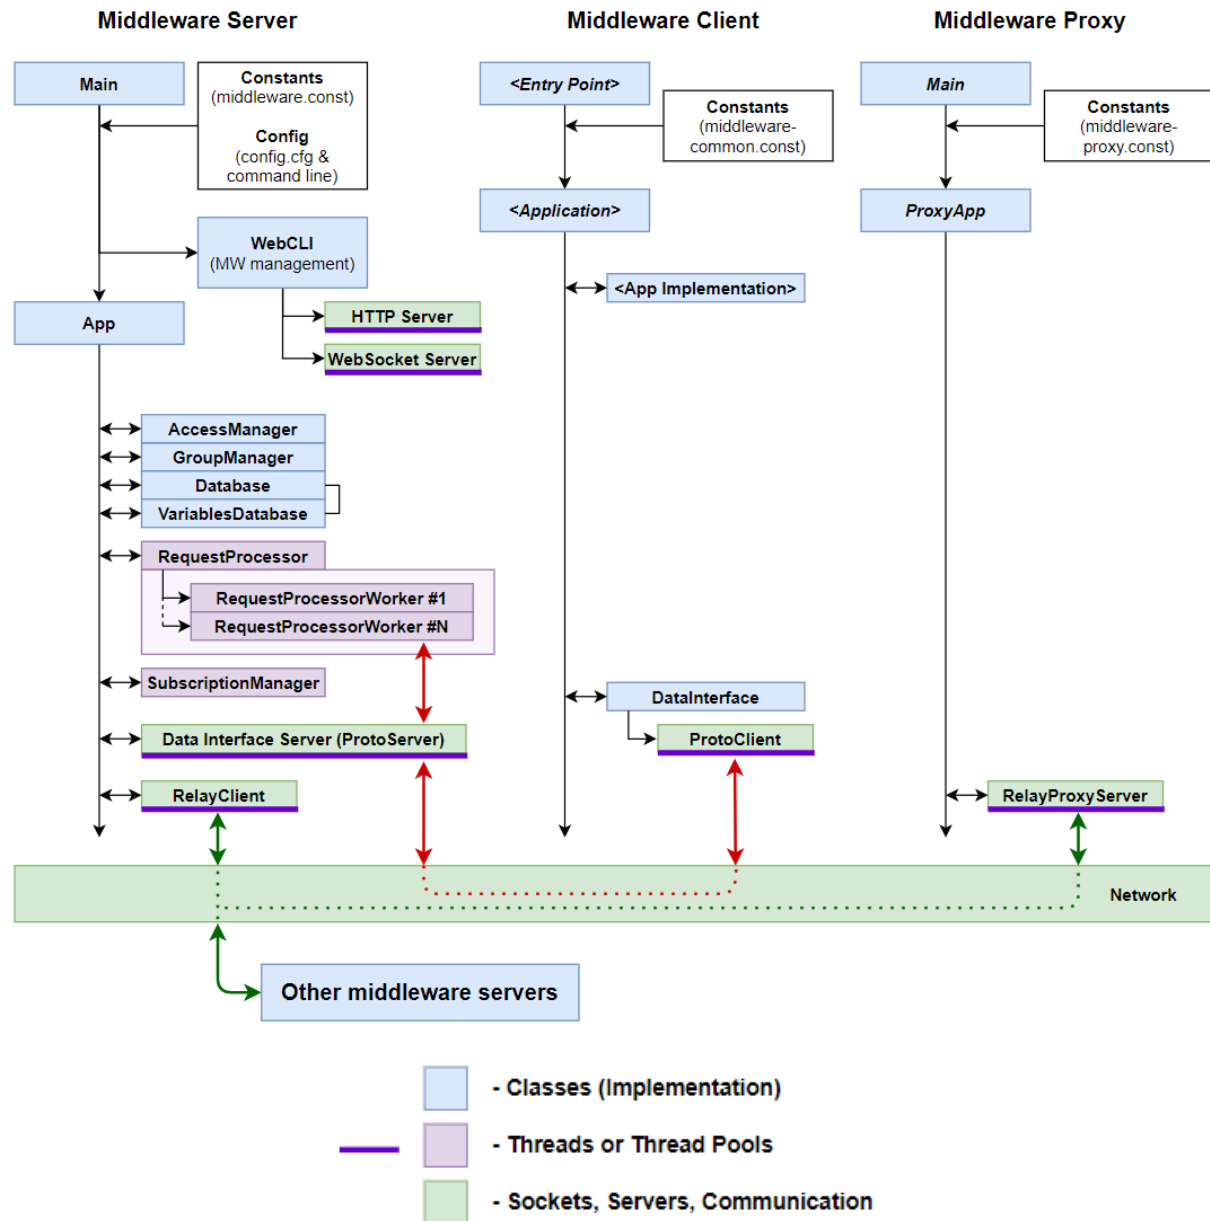 Middleware Server
Main
Constants
(middleware.const)
Config
(config.cfg &
command line)
WebCLI
(MW management)
App
HTTP Server
WebSocket Server
AccessManager
GroupManager
Database
VariablesDatabase
RequestProcessor
RequestProcessorWorker #1
RequestProcessorWorker #N
SubscriptionManager
Data Interface Server (ProtoServer)
RelayClient
Middleware Client
<Entry Point>
Constants
(middleware-
common.const)
<Application>
<App Implementation>
DataInterface
ProtoClient
Middleware Proxy
Main
Constants
(middleware-
proxy.const)
ProxyApp
RelayProxyServer
Network
Other middleware servers
- Classes (Implementation)
- Threads or Thread Pools
- Sockets, Servers, Communication